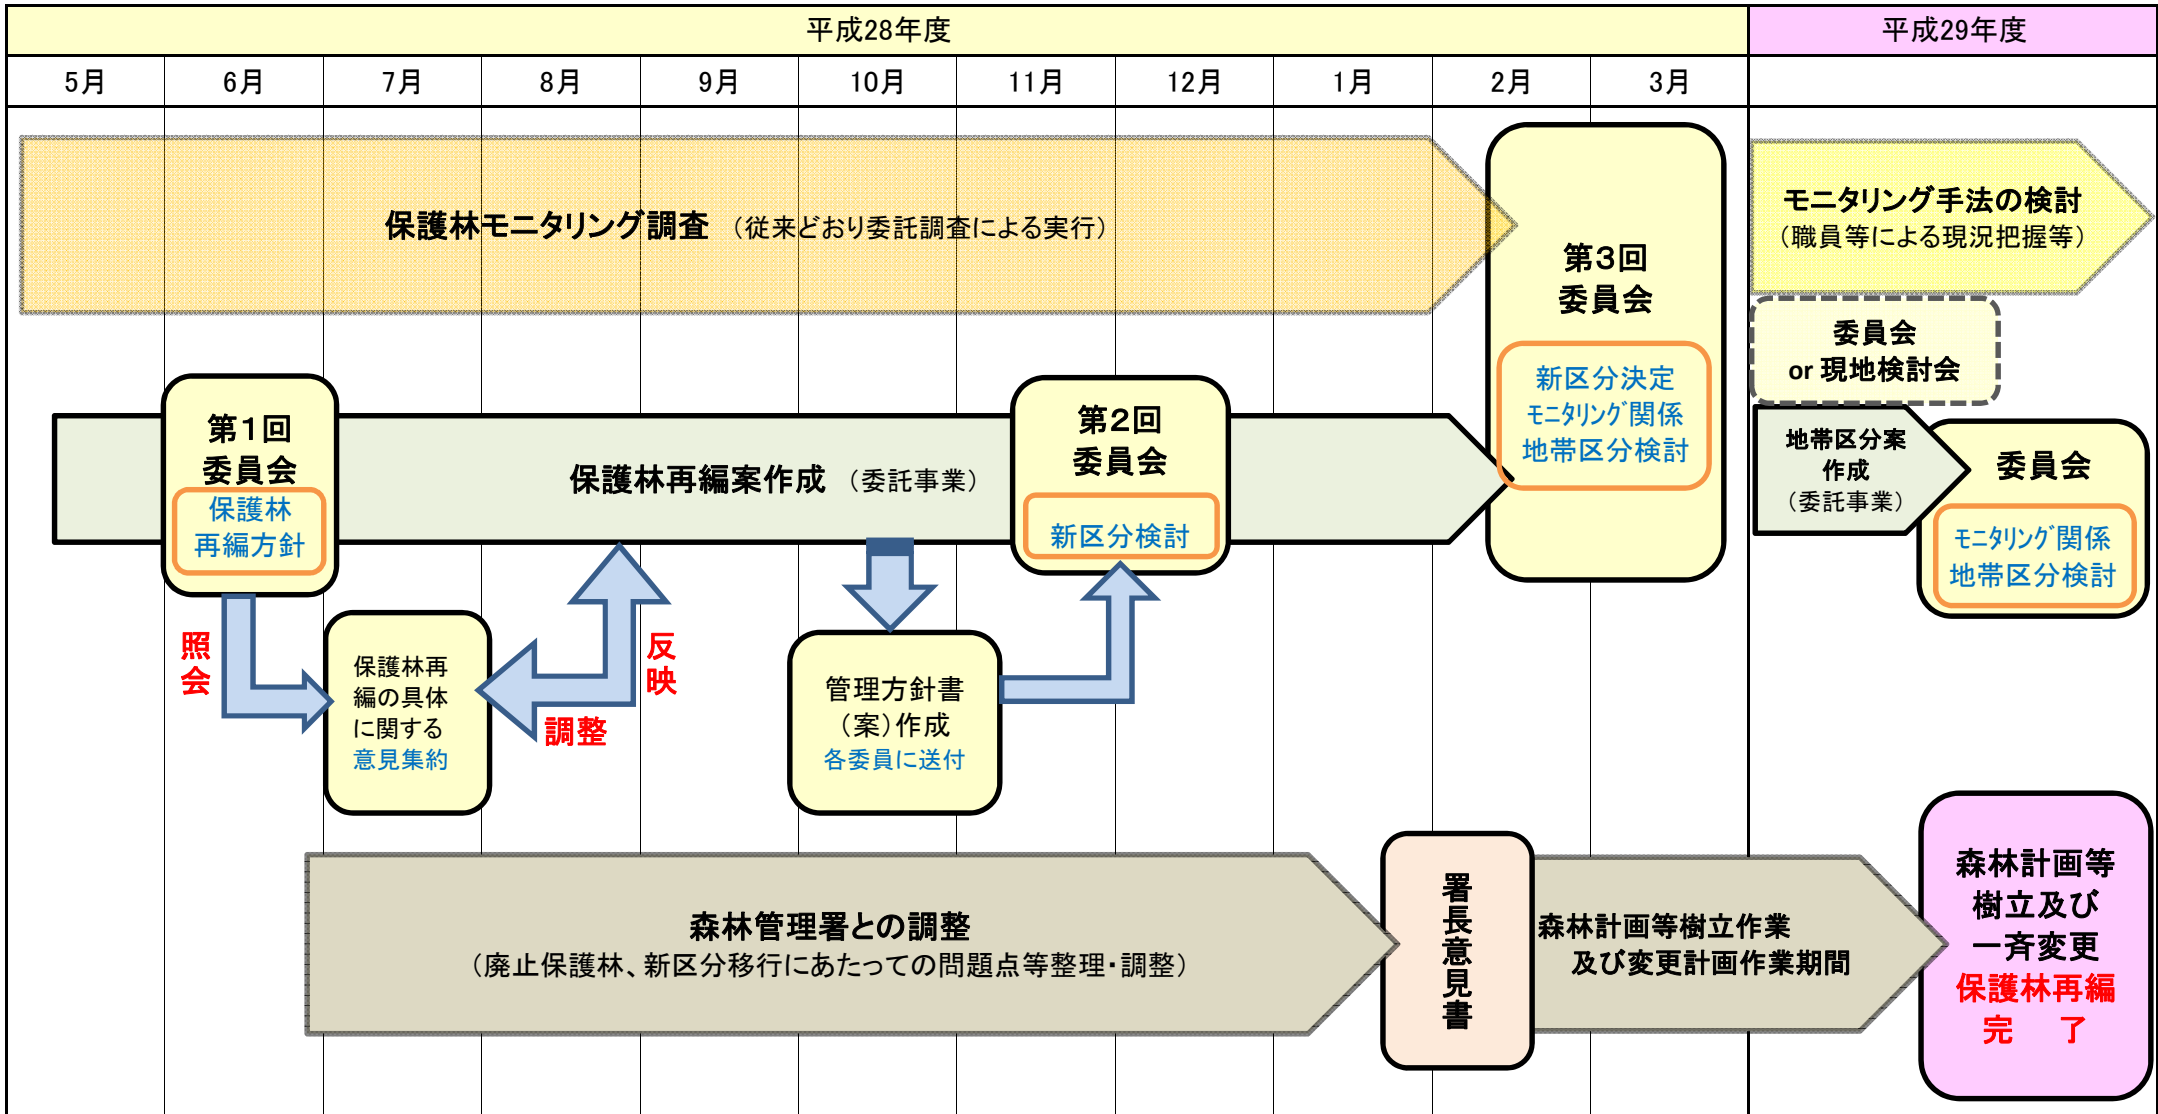 平成28年度
平成29年度
5月
6月
7月
8月
9月
10月
11月
12月
1月
2月
3月
保護林モニタリング調査 （従来どおり委託調査による実行）
第3回
委員会
新区分決定
ﾓﾆﾀﾘﾝｸﾞ関係
地帯区分検討
モニタリング手法の検討
（職員等による現況把握等）
委員会
or 現地検討会
第1回
委員会
保護林
再編方針
保護林再編案作成 （委託事業）
第2回
委員会
新区分検討
地帯区分案
作成
（委託事業）
委員会
ﾓﾆﾀﾘﾝｸﾞ関係
地帯区分検討
照
会
保護林再
編の具体
に関する
意見集約
反
映
調整
管理方針書
（案）作成
各委員に送付
森林管理署との調整
（廃止保護林、新区分移行にあたっての問題点等整理・調整）
署
長
意
見
書
森林計画等樹立作業
及び変更計画作業期間
森林計画等
樹立及び
一斉変更
保護林再編
完　了